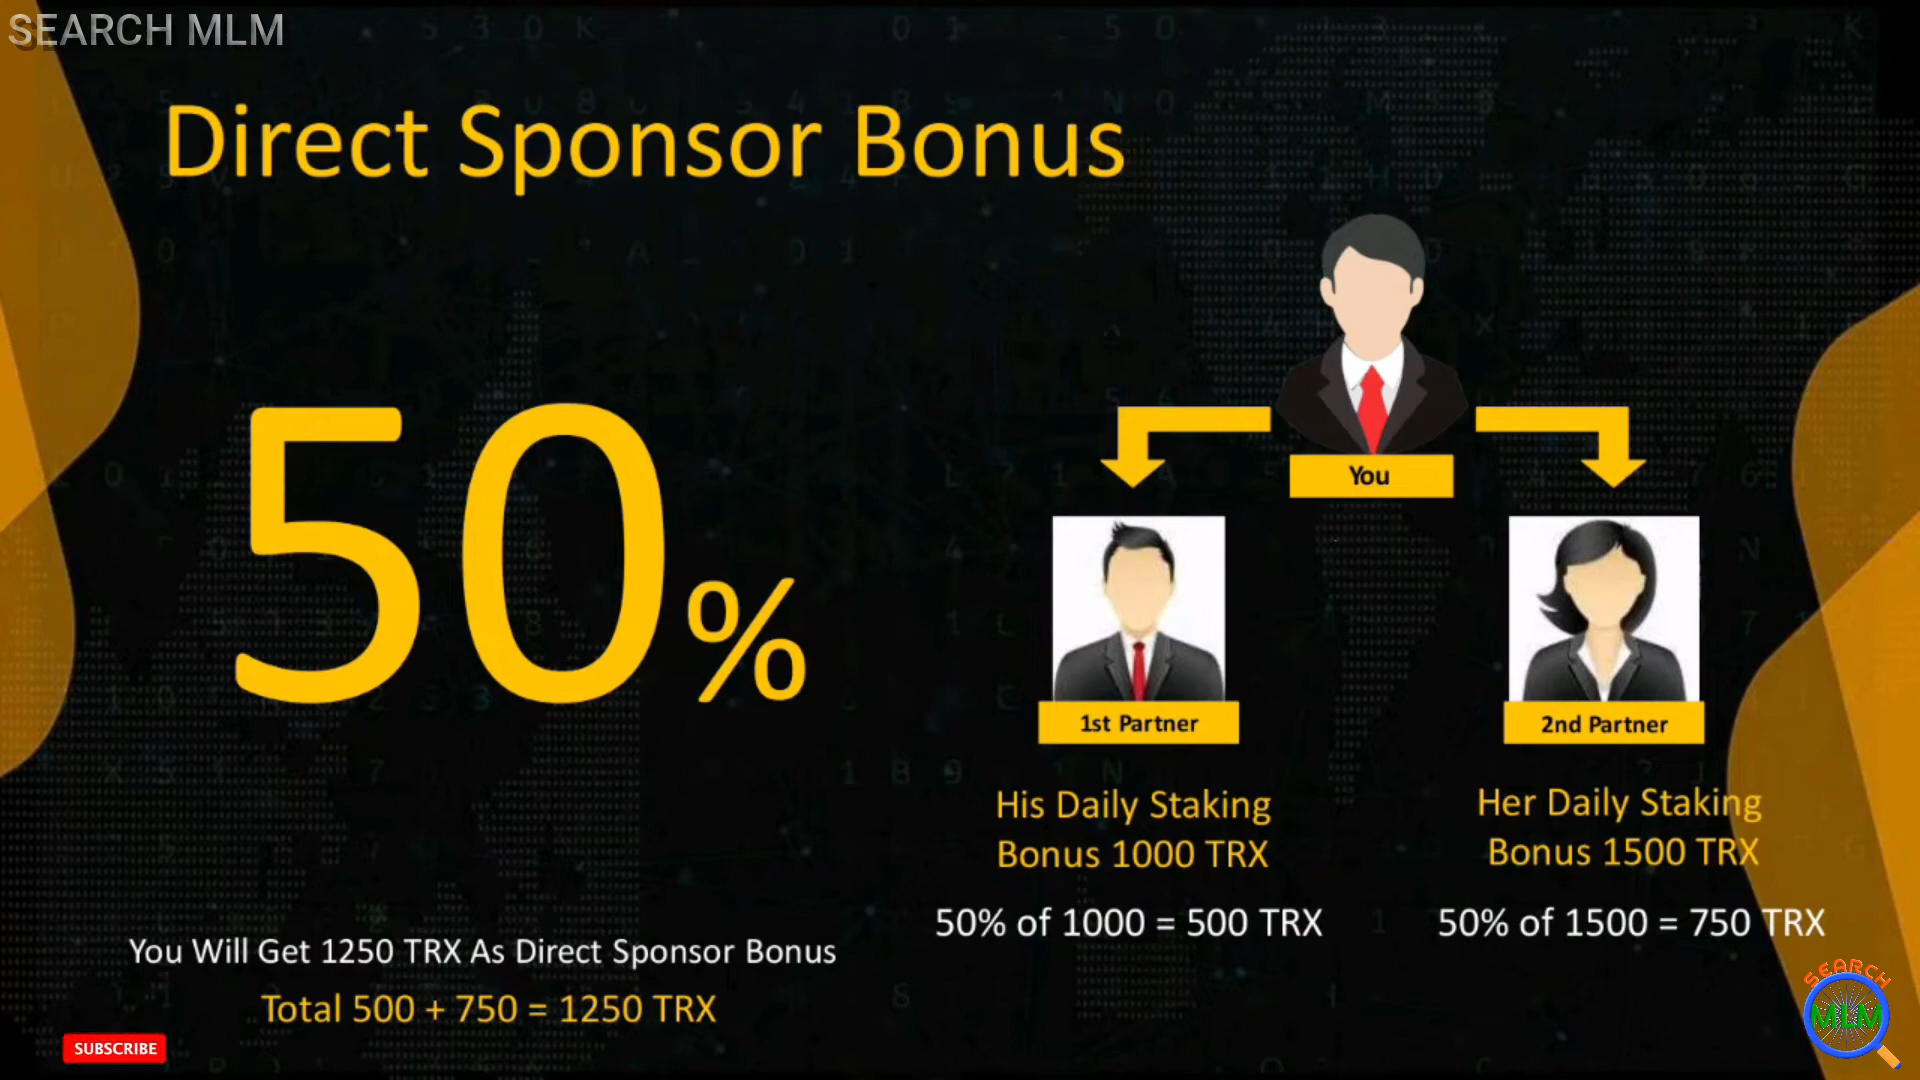 SEARCH MLM
Direct Sponsor Bonus
50%
You
1st Partner
2nd Partner
His Daily Staking
Bonus 1000 TRX
50% of 1000 = 500 TRX
Her Daily Staking
Bonus 1500 TRX
50% of 1500 = 750 TRX
You Will Get 1250 TRX As Direct Sponsor Bonus
Total 500 + 750 = 1250 TRX
SUBSCRIBE
SEARCH
MLM